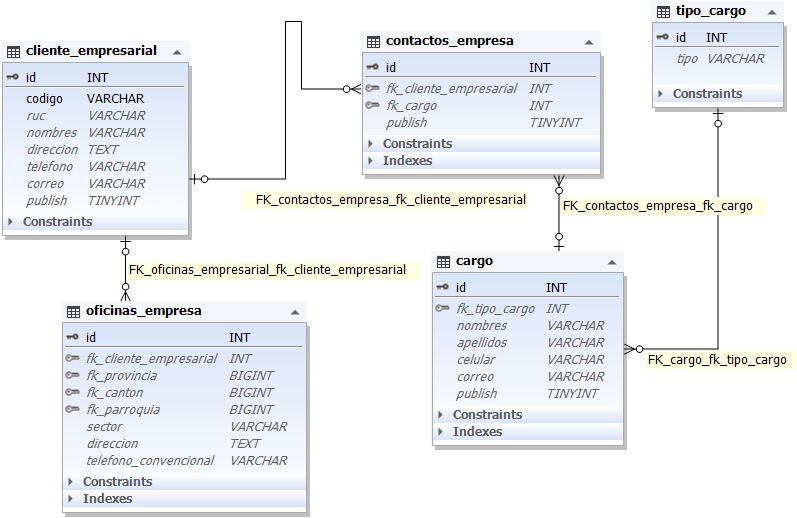 cliente_empresarial
id INT
codigo VARCHAR
ruc VARCHAR
nombres VARCHAR
direccion TEXT
telefono VARCHAR
correo VARCHAR
publish TINYINT
Constraints
contactos_empresa
id INT
fk_cliente_empresarial INT
fk_cargo INT
publish TINYINT
Constraints
Indexes
tipo_cargo
id INT
tipo VARCHAR
Constraints
FK_contactos_empresa_fk_cliente_empresarial
FK_contactos_empresa_fk_cargo
FK_oficinas_empresarial_fk_cliente_empresarial
cargo
id INT
fk_tipo_cargo INT
nombres VARCHAR
apellidos VARCHAR
celular VARCHAR
correo VARCHAR
publish TINYINT
Constraints
Indexes
FK_cargo_fk_tipo_cargo
oficinas_empresa
id INT
fk_cliente_empresarial INT
fk_provincia BIGINT
fk_canton BIGINT
fk_parroquia BIGINT
sector VARCHAR
direccion TEXT
telefono_convencional VARCHAR
Constraints
Indexes